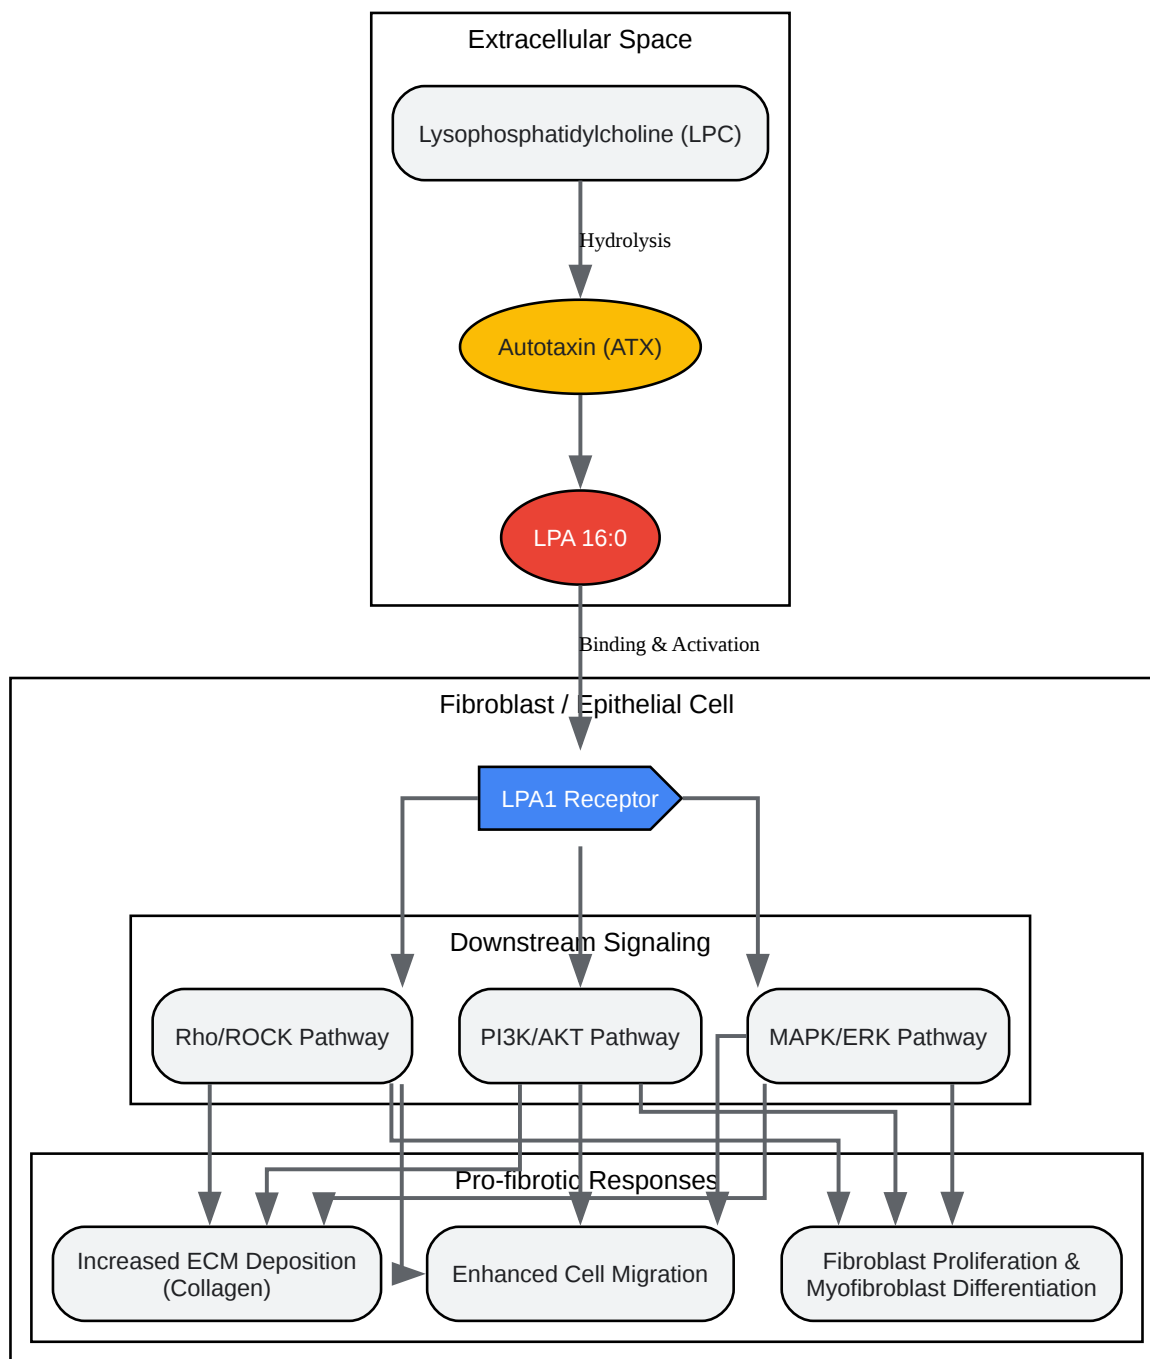 Extracellular Space
Lysophosphatidylcholine (LPC)
Hydrolysis
Autotaxin (ATX)
LPA 16:0
Binding & Activation
Fibroblast / Epithelial Cell
LPA1 Receptor
Downstream Signaling
Rho/ROCK Pathway
PI3K/AKT Pathway
MAPK/ERK Pathway
Pro-fibrotic Responses
Increased ECM Deposition
(Collagen)
Enhanced Cell Migration
Fibroblast Proliferation &
Myofibroblast Differentiation